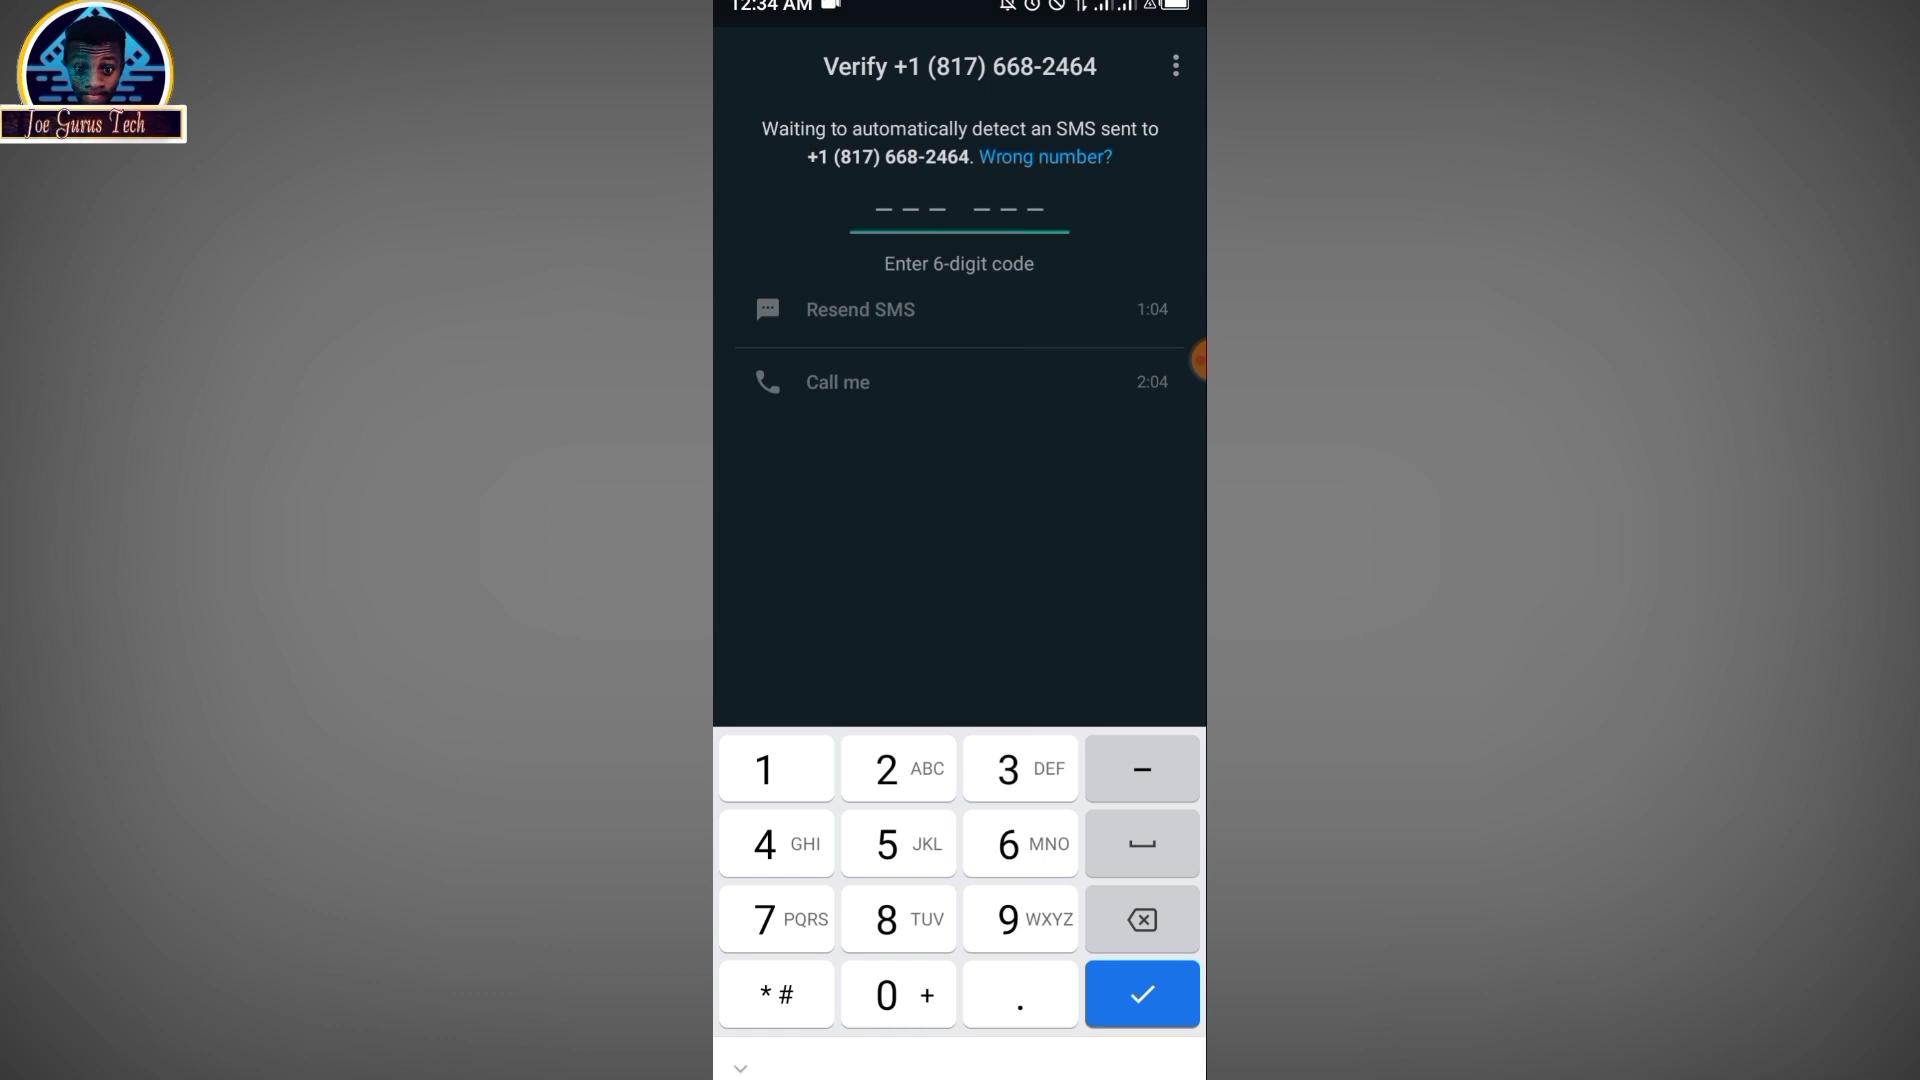 Joe Gurus Tech
12:34 AM
Verify +1 (817) 668-2464
Waiting to automatically detect an SMS sent to
+1 (817) 668-2464. Wrong number?
– – –  – – –
Enter 6-digit code
Resend SMS 1:04
Call me 2:04
1 2 ABC 3 DEF –
4 GHI 5 JKL 6 MNO
7 PQRS 8 TUV 9 WXYZ
* # 0 + .